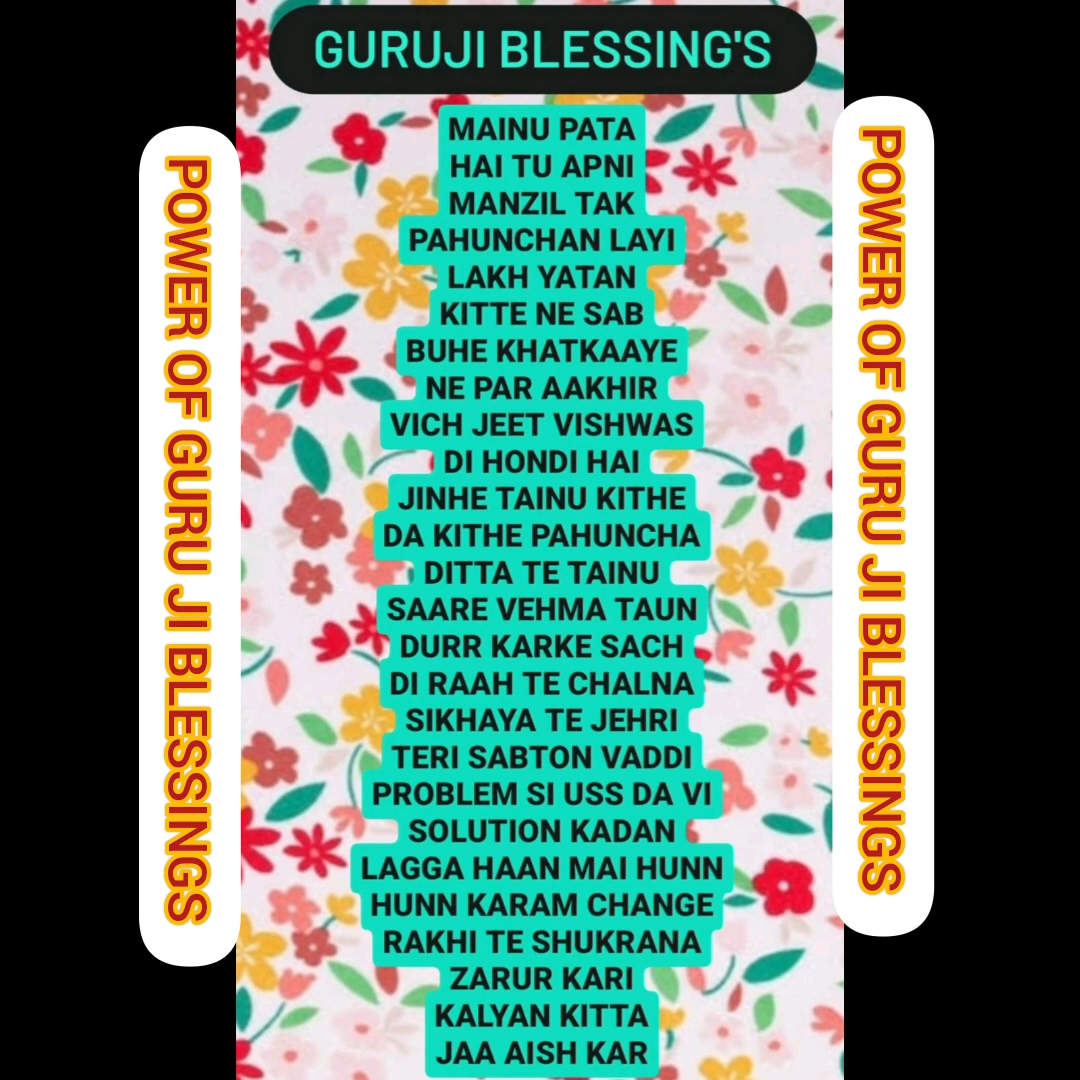 GURUJI BLESSING'S
POWER OF GURU JI BLESSINGS
MAINU PATA
HAI TU APNI
MANZIL TAK
PAHUNCHAN LAYI
LAKH YATAN
KITTE NE SAB
BUHE KHATKAAYE
NE PAR AAKHIR
VICH JEET VISHWAS
DI HONDI HAI
JINHE TAINU KITHE
DA KITHE PAHUNCHA
DITTA TE TAINU
SAARE VEHMA TAUN
DURR KARKE SACH
DI RAAH TE CHALNA
SIKHAYA TE JEHRI
TERI SABTON VADDI
PROBLEM SI USS DA VI
SOLUTION KADAN
LAGGA HAAN MAI HUNN
HUNN KARAM CHANGE
RAKHI TE SHUKRANA
ZARUR KARI
KALYAN KITTA
JAA AISH KAR
POWER OF GURU JI BLESSINGS